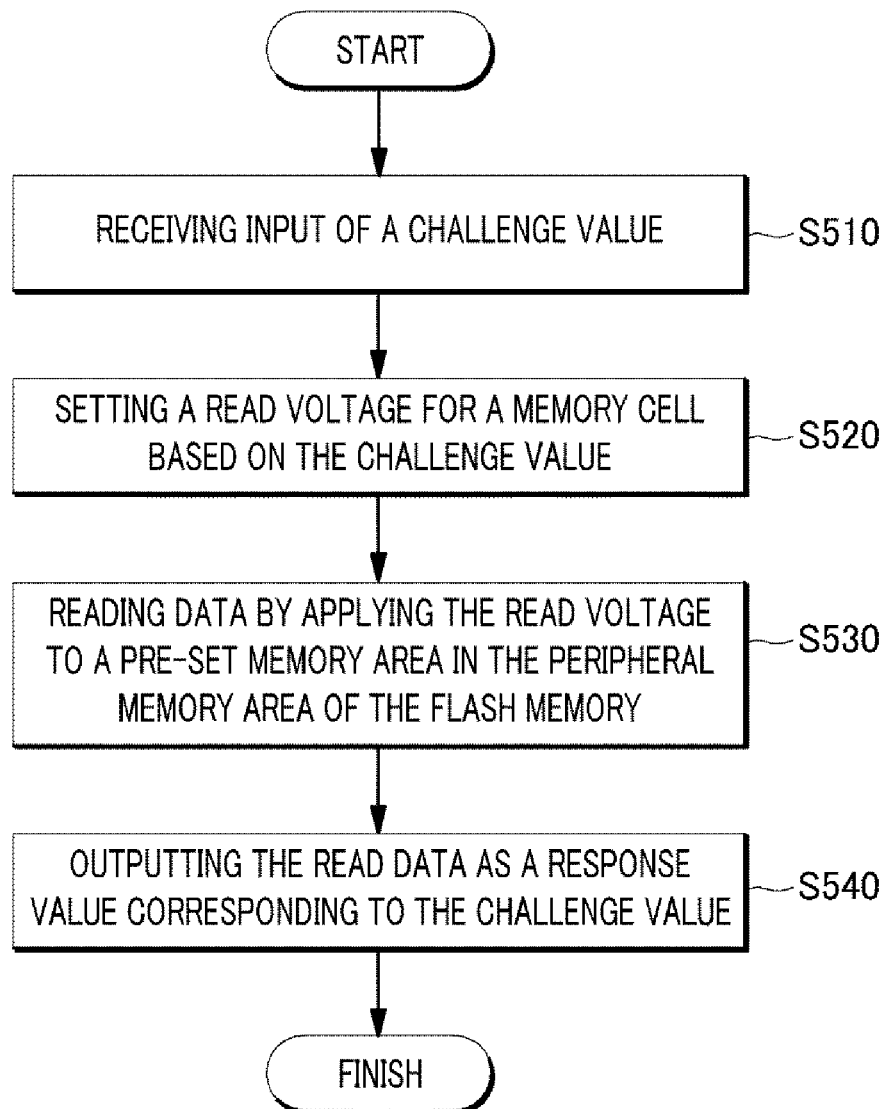 START
RECEIVING INPUT OF A CHALLENGE VALUE
S510
SETTING A READ VOLTAGE FOR A MEMORY CELL
BASED ON THE CHALLENGE VALUE
S520
READING DATA BY APPLYING THE READ VOLTAGE
TO A PRE-SET MEMORY AREA IN THE PERIPHERAL
MEMORY AREA OF THE FLASH MEMORY
S530
OUTPUTTING THE READ DATA AS A RESPONSE
VALUE CORRESPONDING TO THE CHALLENGE VALUE
S540
FINISH